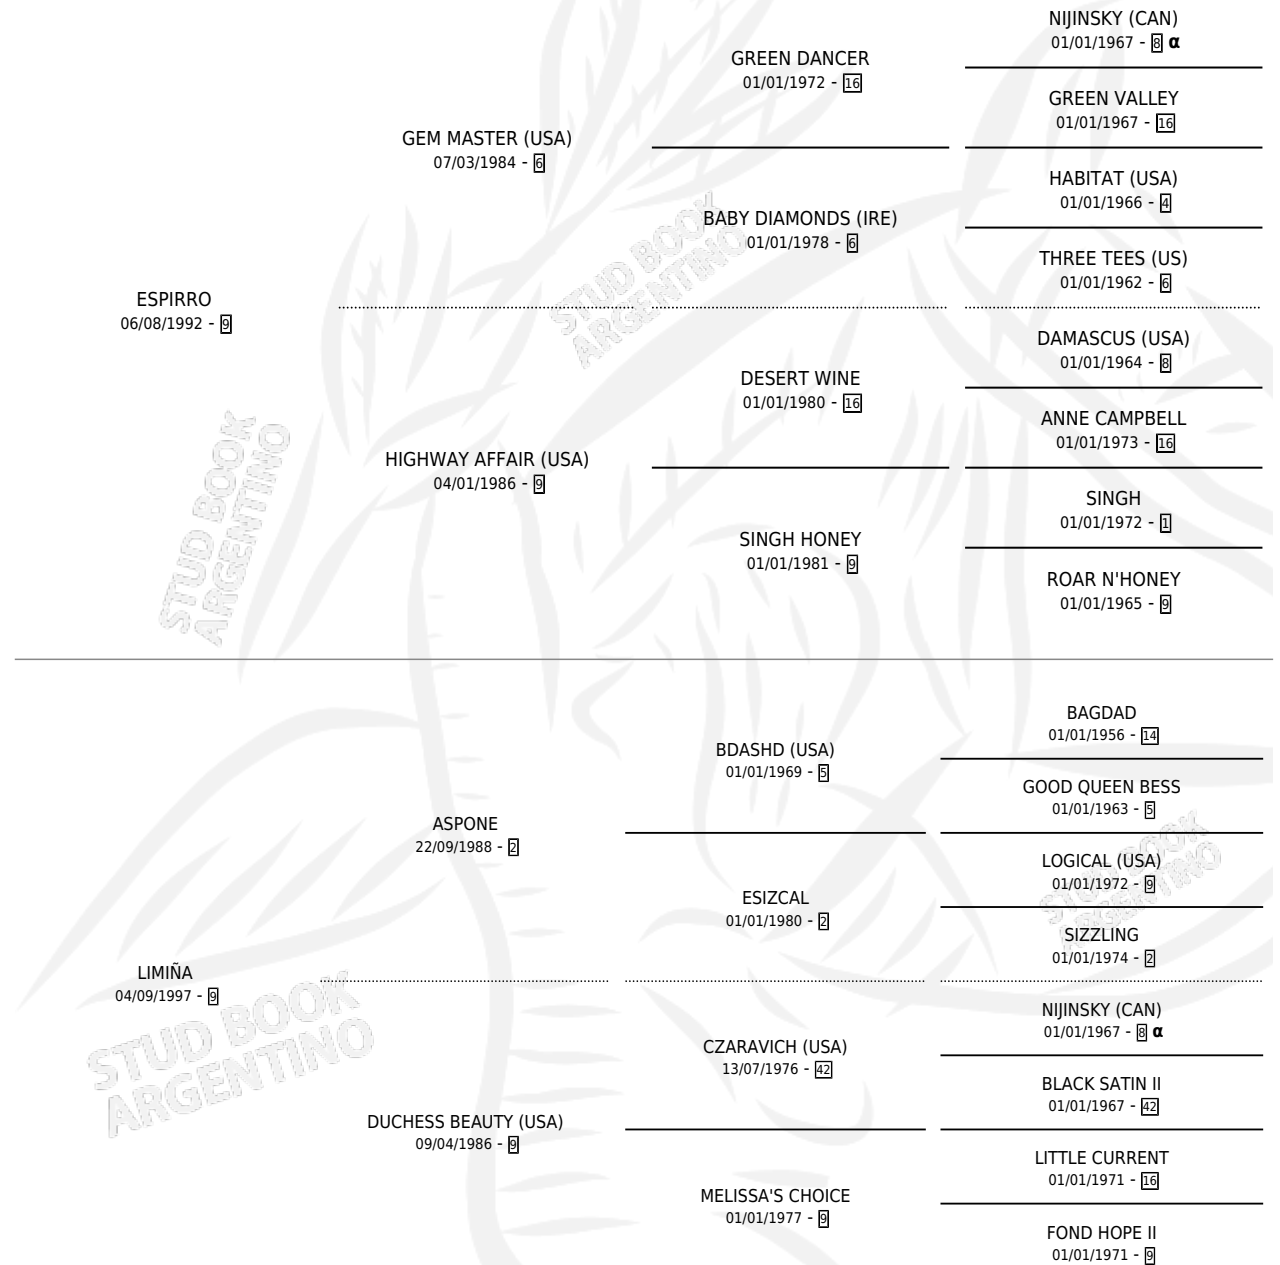 NIJINSKY (CAN)
01/01/1967 - 8 α
GREEN DANCER
01/01/1972 - 16
GREEN VALLEY
01/01/1967 - 16
GEM MASTER (USA)
07/03/1984 - 6
HABITAT (USA)
01/01/1966 - 4
BABY DIAMONDS (IRE)
01/01/1978 - 6
THREE TEES (US)
01/01/1962 - 6
ESPIRRO
06/08/1992 - 9
DAMASCUS (USA)
01/01/1964 - 8
DESERT WINE
01/01/1980 - 16
ANNE CAMPBELL
01/01/1973 - 16
HIGHWAY AFFAIR (USA)
04/01/1986 - 9
SINGH
01/01/1972 - 1
SINGH HONEY
01/01/1981 - 9
ROAR N'HONEY
01/01/1965 - 9
BAGDAD
01/01/1956 - 14
BDASHD (USA)
01/01/1969 - 5
GOOD QUEEN BESS
01/01/1963 - 5
ASPONE
22/09/1988 - 2
LOGICAL (USA)
01/01/1972 - 9
ESIZCAL
01/01/1980 - 2
SIZZLING
01/01/1974 - 2
LIMIÑA
04/09/1997 - 9
NIJINSKY (CAN)
01/01/1967 - 8 α
CZARAVICH (USA)
13/07/1976 - 42
BLACK SATIN II
01/01/1967 - 42
DUCHESS BEAUTY (USA)
09/04/1986 - 9
LITTLE CURRENT
01/01/1971 - 16
MELISSA'S CHOICE
01/01/1977 - 9
FOND HOPE II
01/01/1971 - 9
STUD BOOK
ARGENTINO
STUD BOOK
ARGENTINO
STUD BOOK
ARGENTINO
STUD BOOK
ARGENTINO